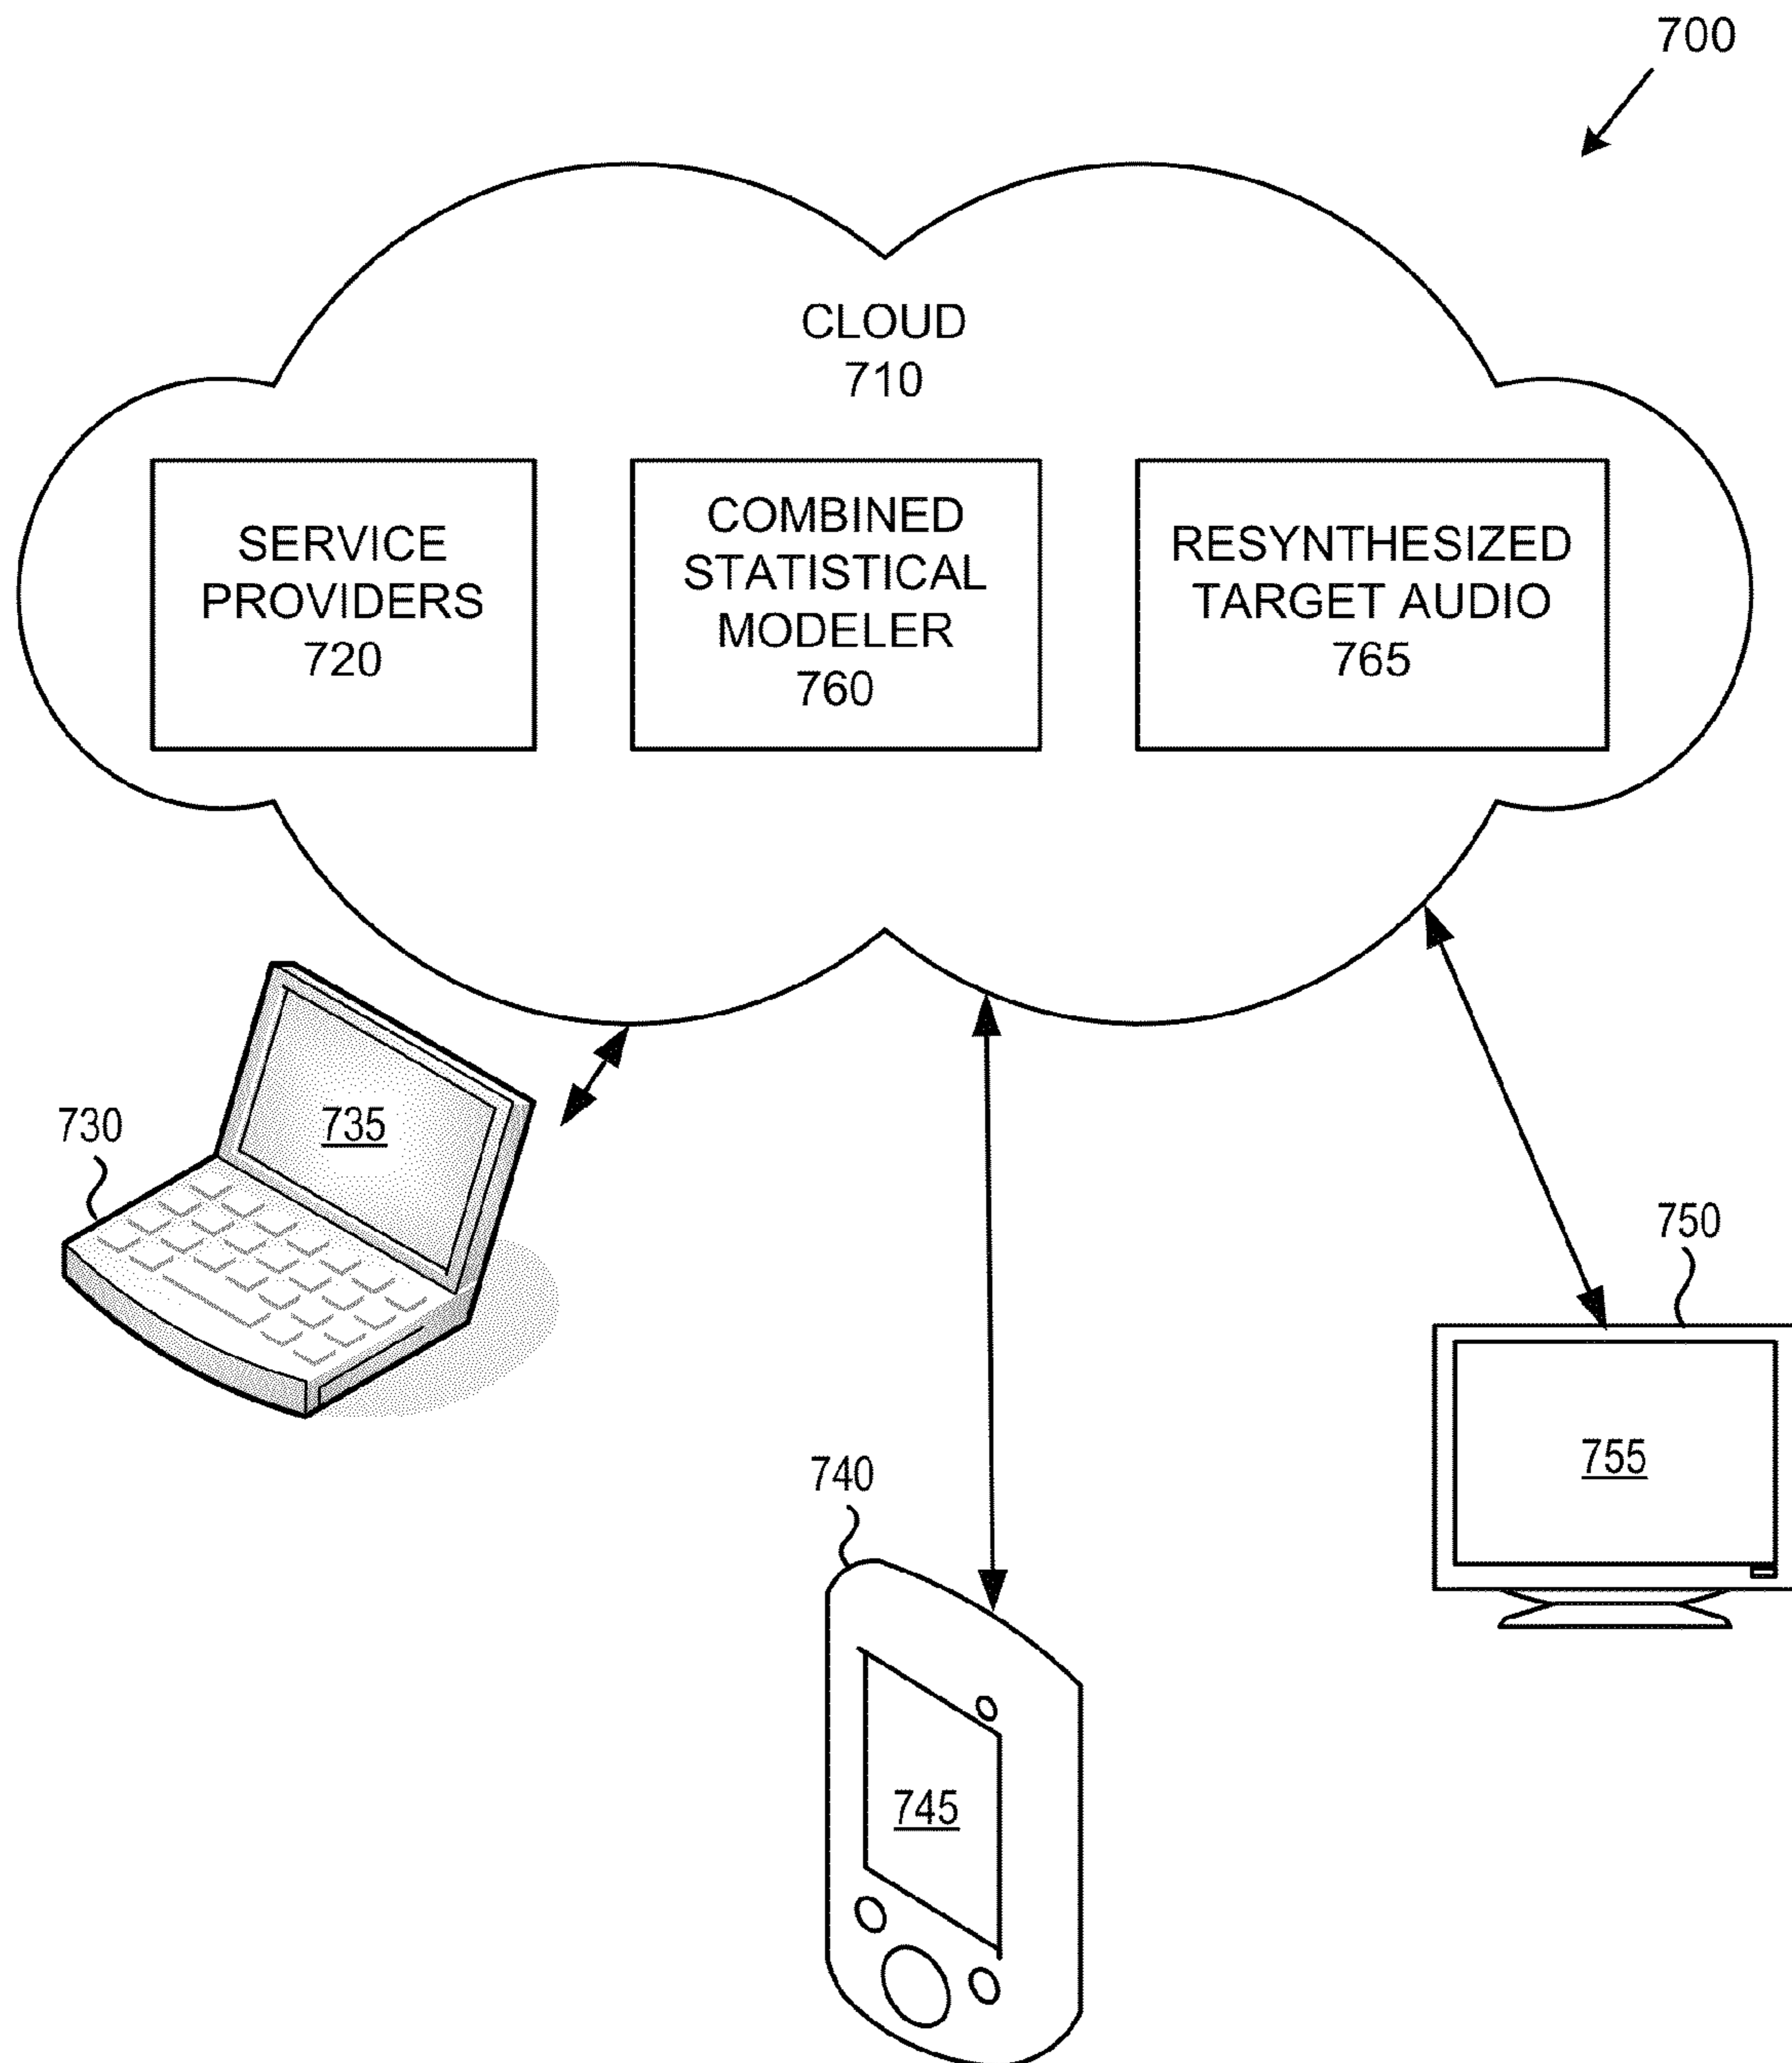 700
CLOUD
710
SERVICE
PROVIDERS
720
COMBINED
STATISTICAL
MODELER
760
RESYNTHESIZED
TARGET AUDIO
765
730
735
740
745
750
755